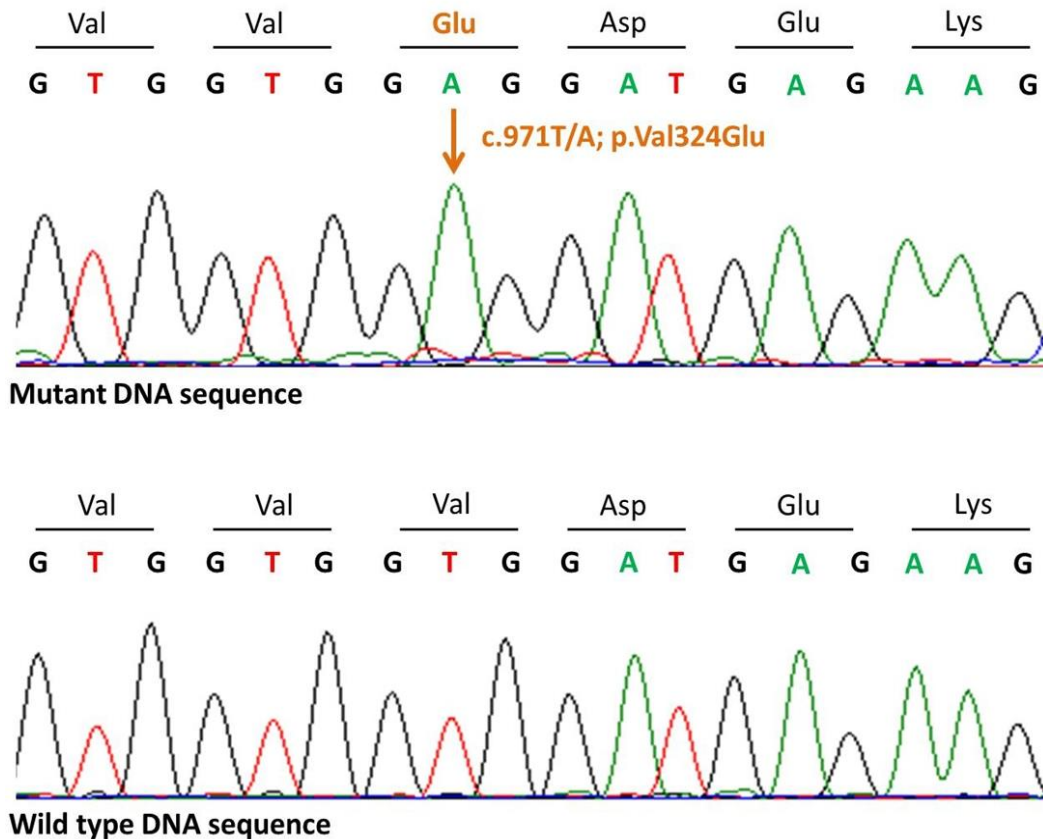 Val Val Glu Asp Glu Lys
G T G G T G G A G G A T G A G A A G
c.971T/A; p.Val324Glu
Mutant DNA sequence
Val Val Val Asp Glu Lys
G T G G T G G T G G A T G A G A A G
Wild type DNA sequence